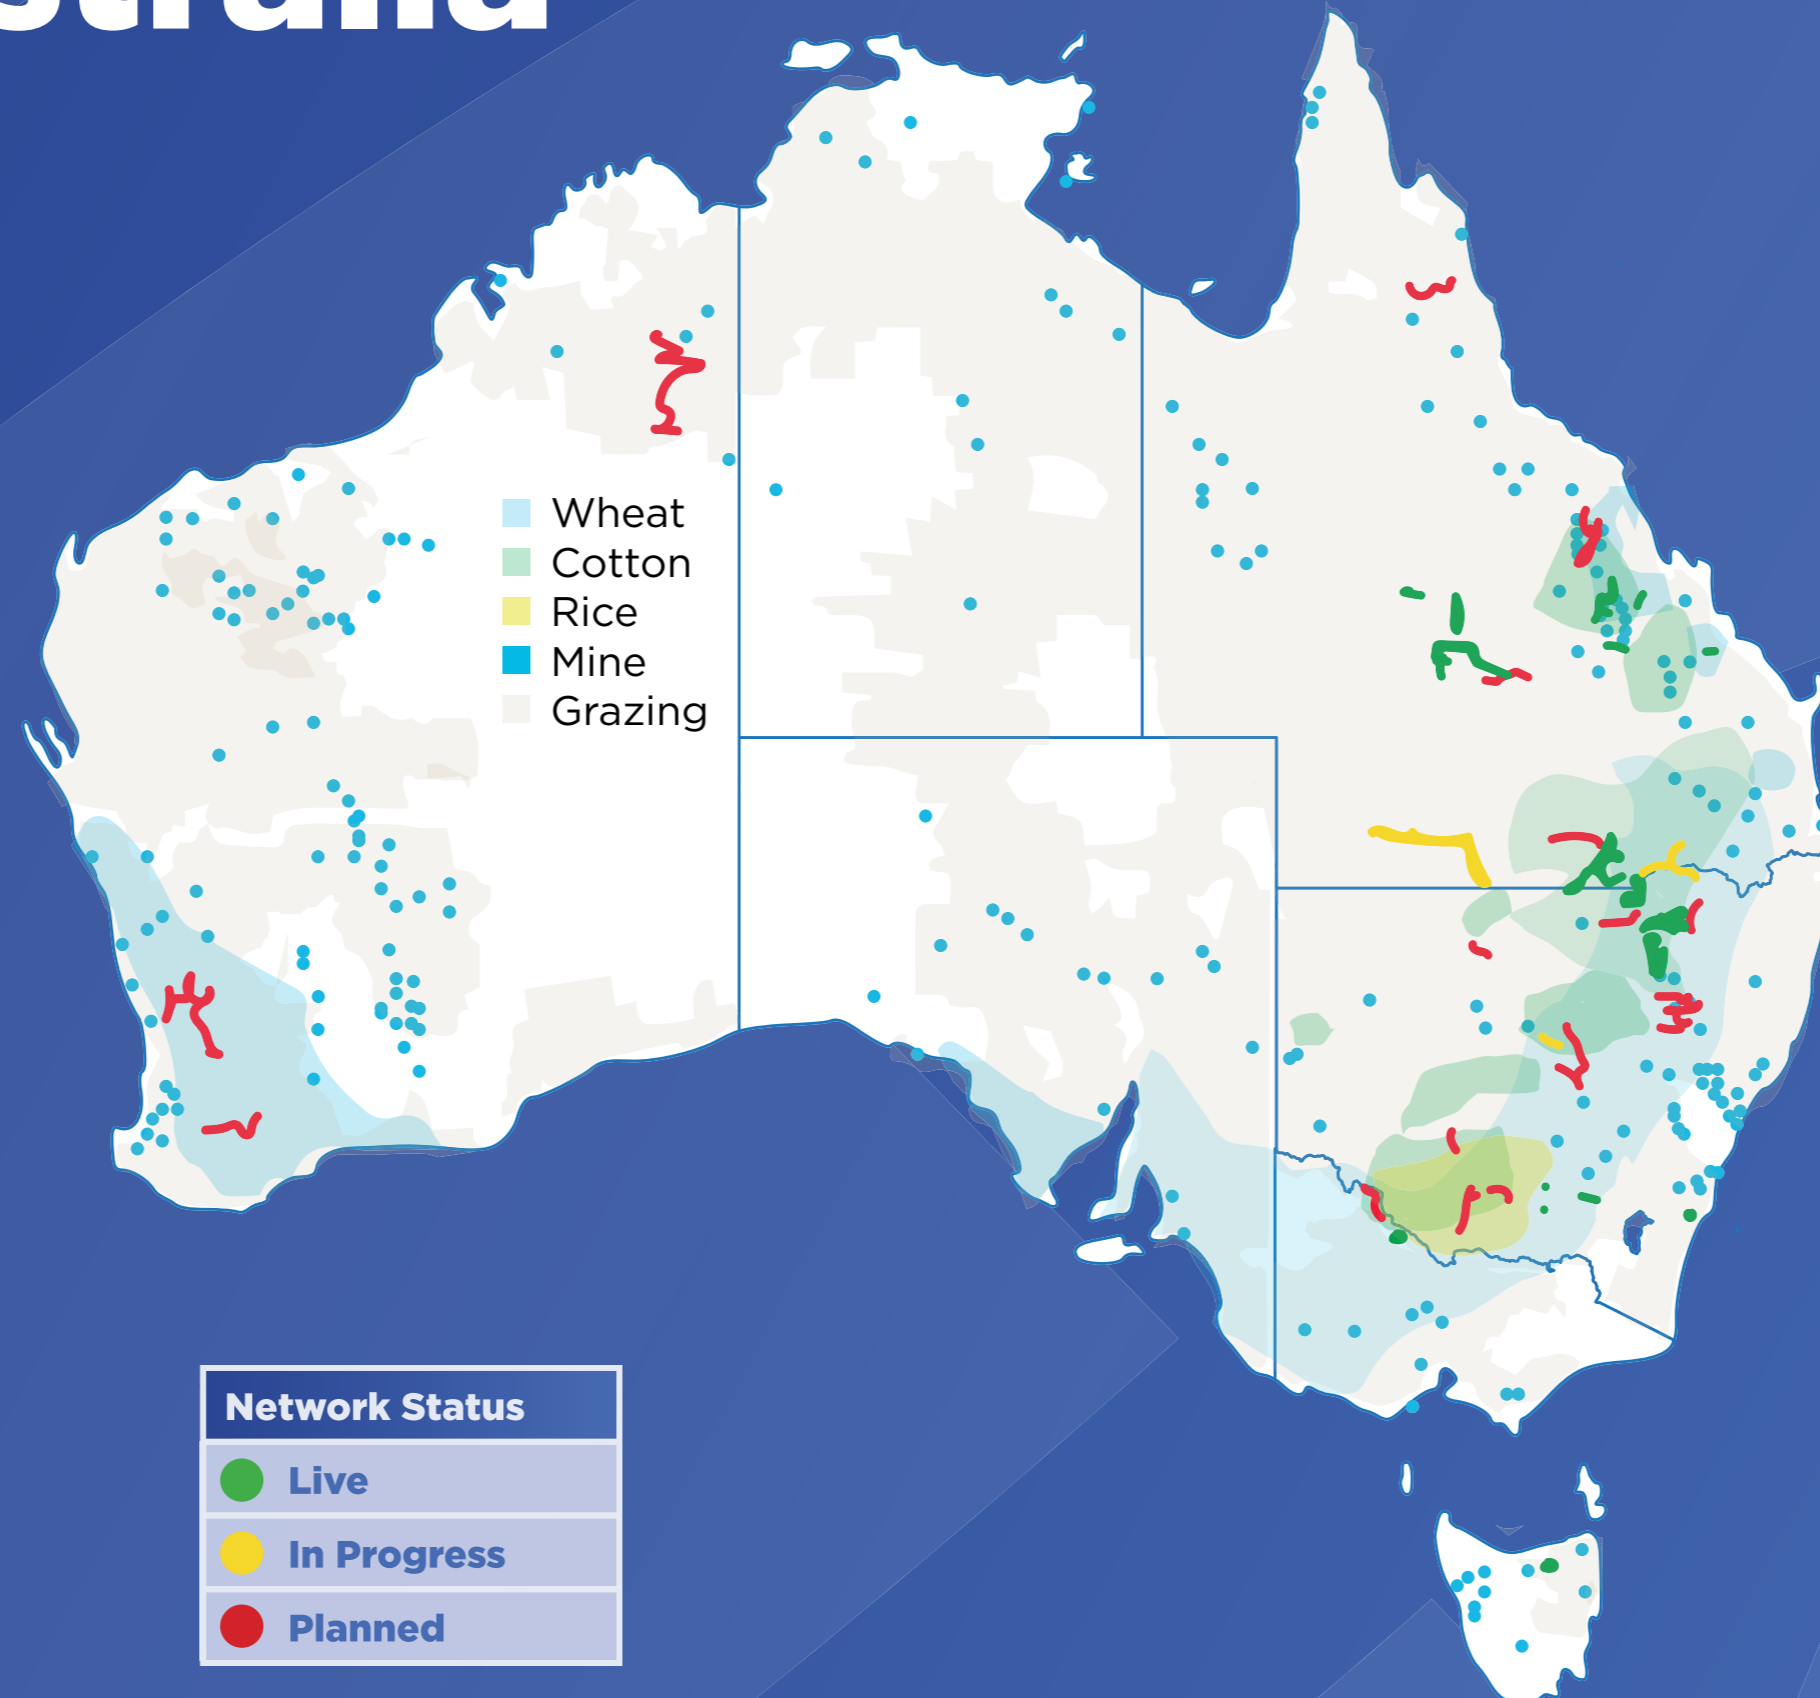 Wheat
Cotton
Rice
Mine
Grazing
Network Status
Live
In Progress
Planned